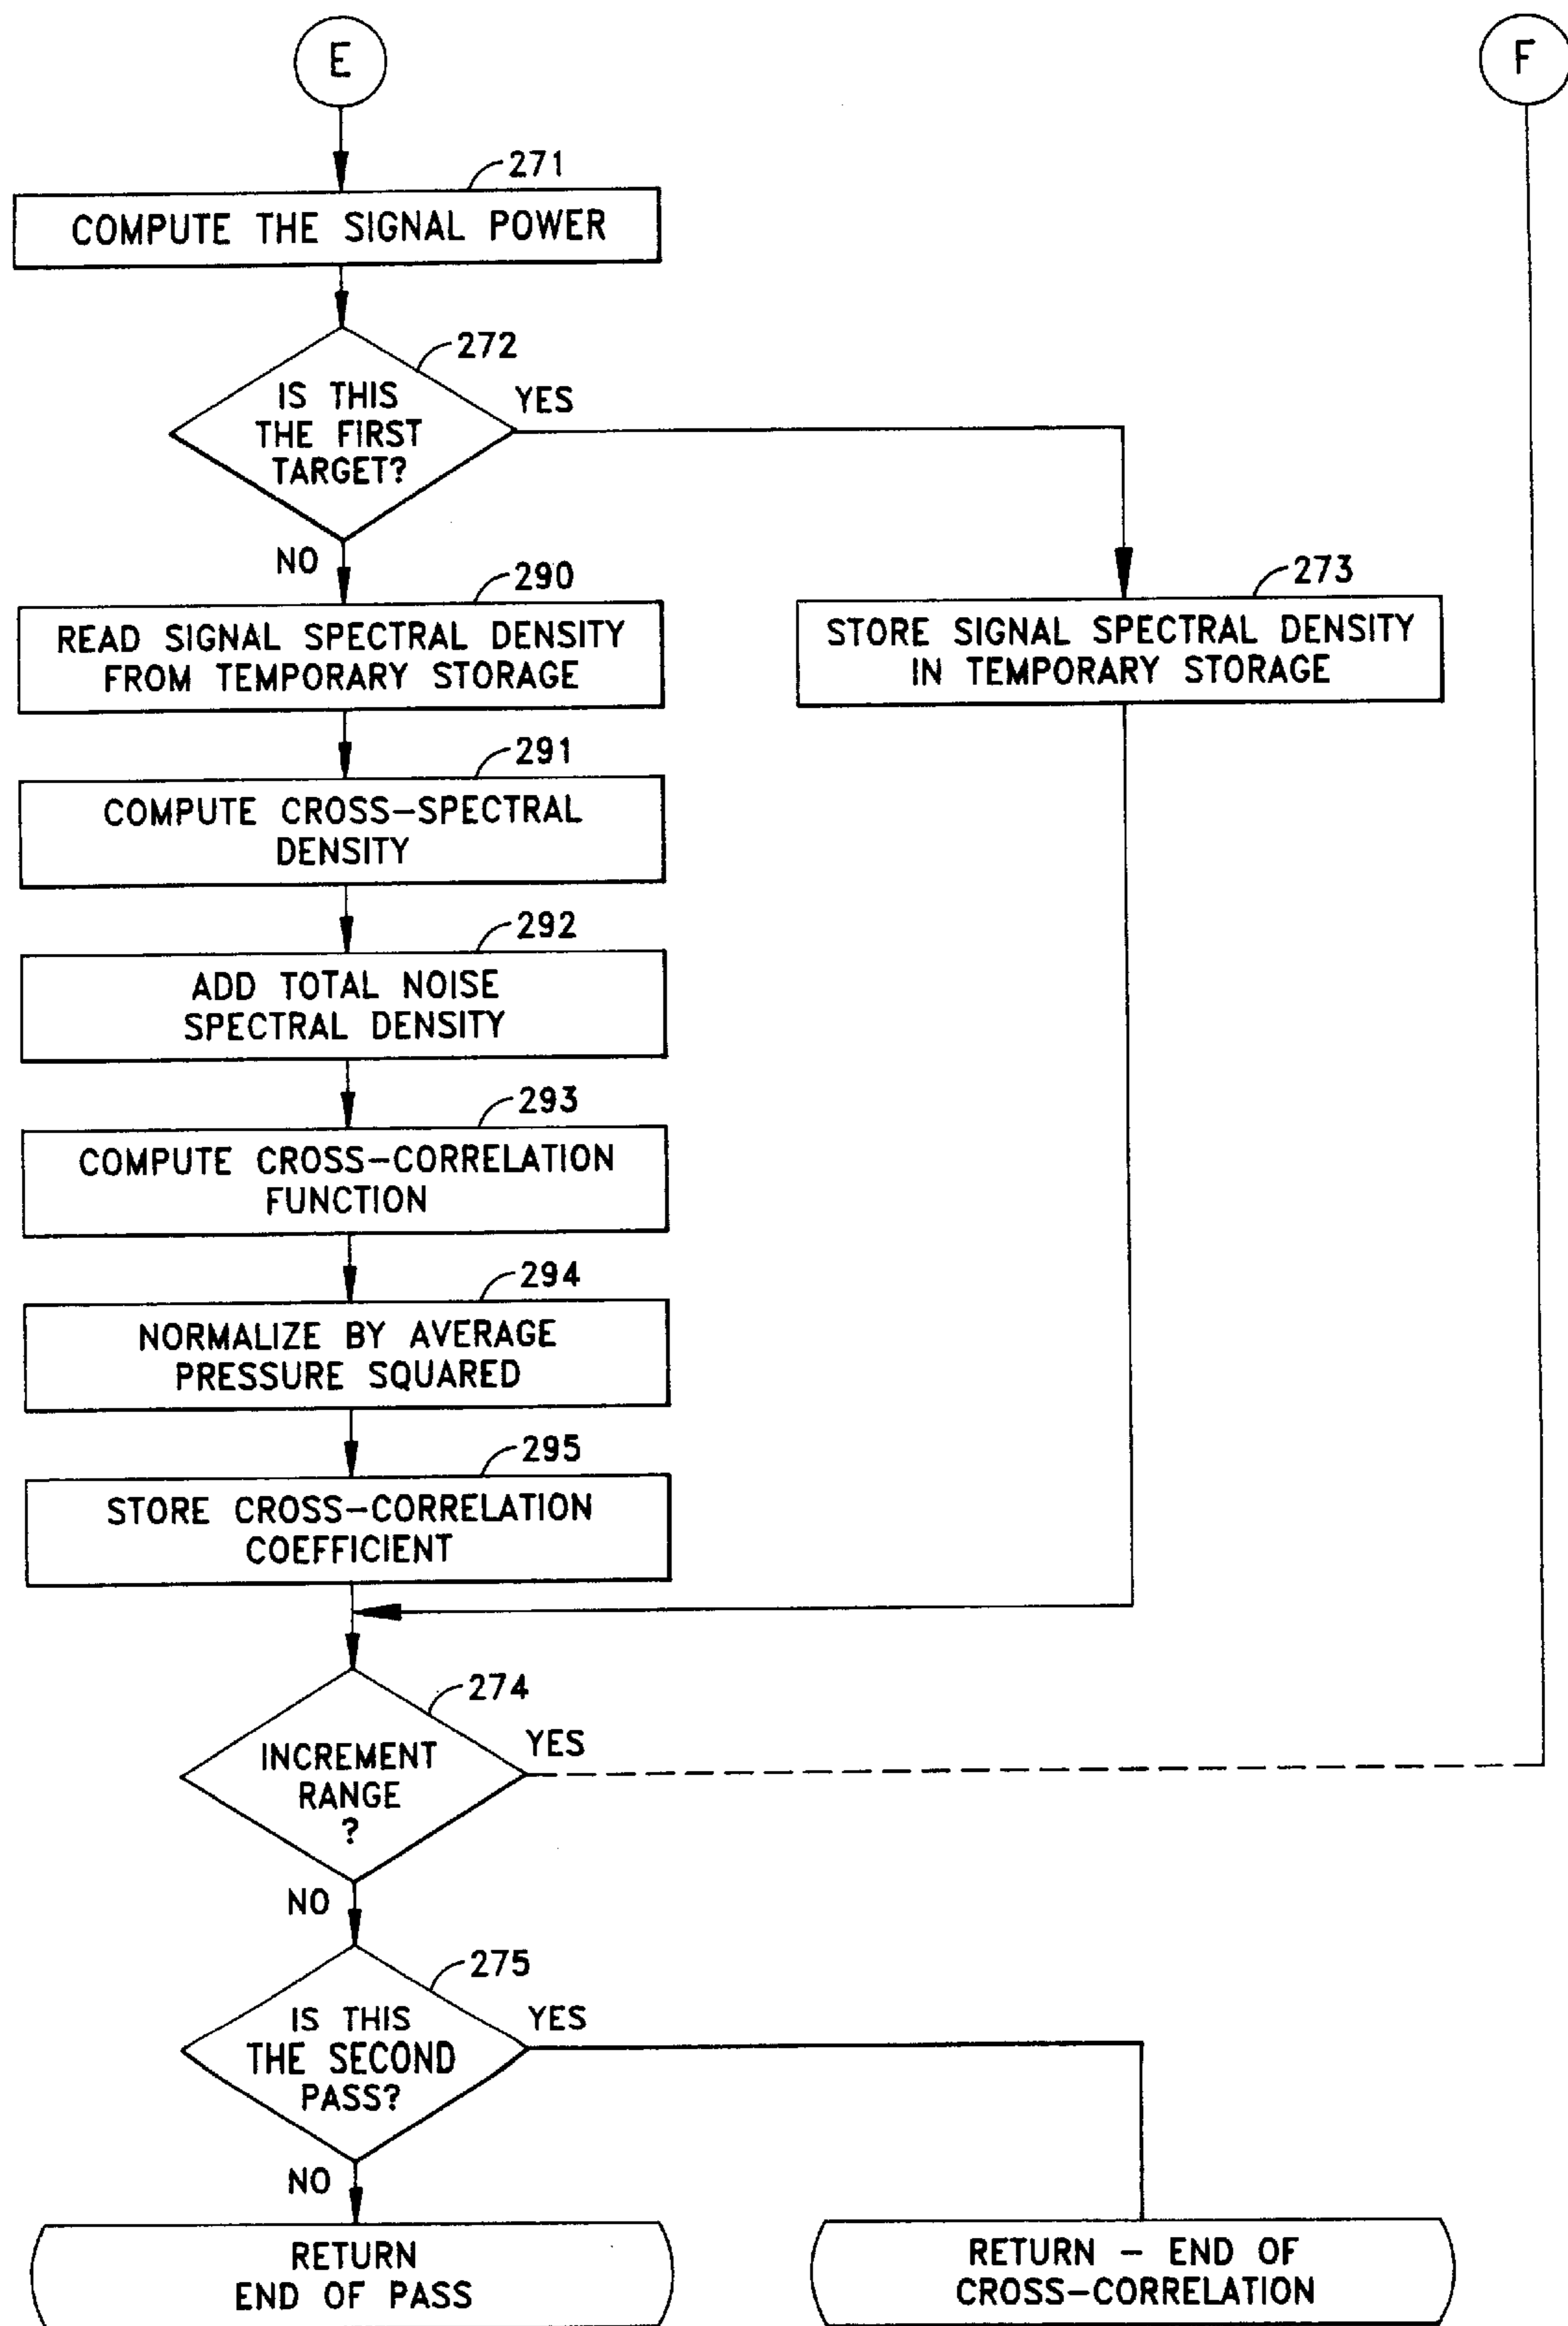 E
F
271
COMPUTE THE SIGNAL POWER
272
IS THIS
THE FIRST
TARGET?
YES
NO
290
READ SIGNAL SPECTRAL DENSITY
FROM TEMPORARY STORAGE
273
STORE SIGNAL SPECTRAL DENSITY
IN TEMPORARY STORAGE
291
COMPUTE CROSS-SPECTRAL
DENSITY
292
ADD TOTAL NOISE
SPECTRAL DENSITY
293
COMPUTE CROSS-CORRELATION
FUNCTION
294
NORMALIZE BY AVERAGE
PRESSURE SQUARED
295
STORE CROSS-CORRELATION
COEFFICIENT
274
INCREMENT
RANGE
?
YES
NO
275
IS THIS
THE SECOND
PASS?
YES
NO
RETURN
END OF PASS
RETURN - END OF
CROSS-CORRELATION